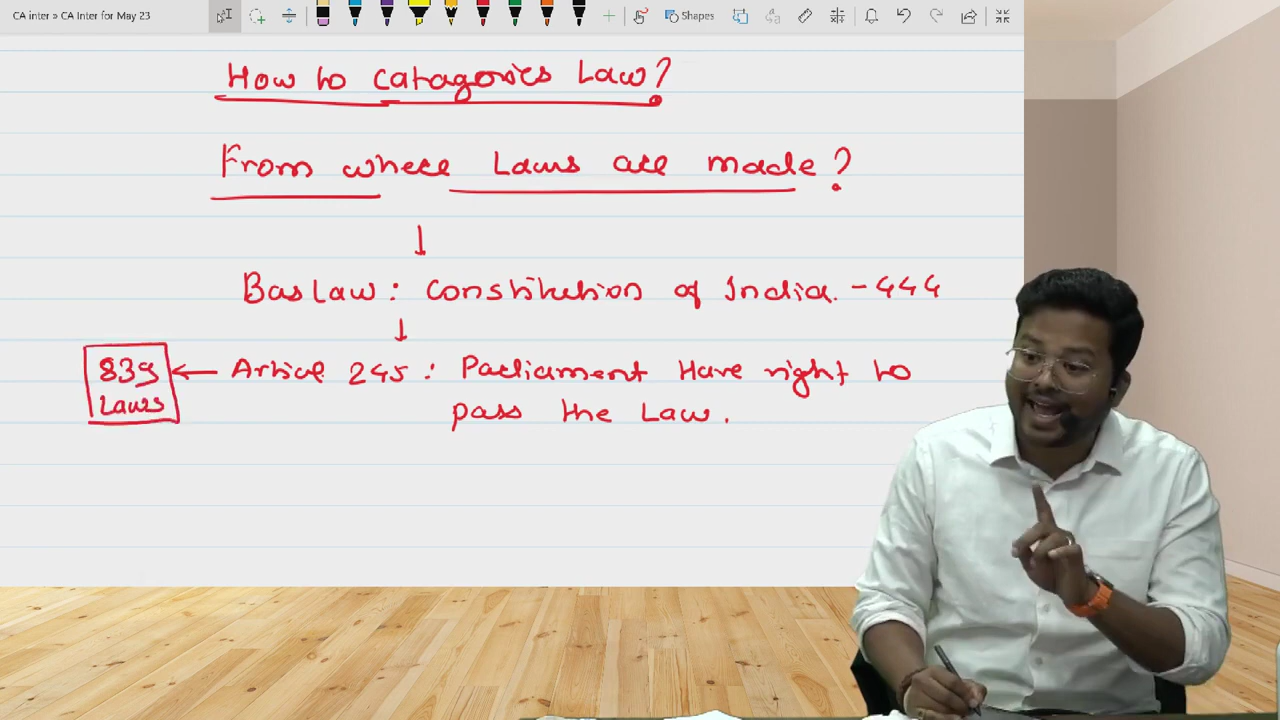 CA inter » CA Inter for May 23
Shapes
How to Catagories Law?
From where Laws are made?
↓
Bas Law: Constitution of India. - 444
↓
839 Laws ← Article 245: Parliament Have right to
pass the Law.